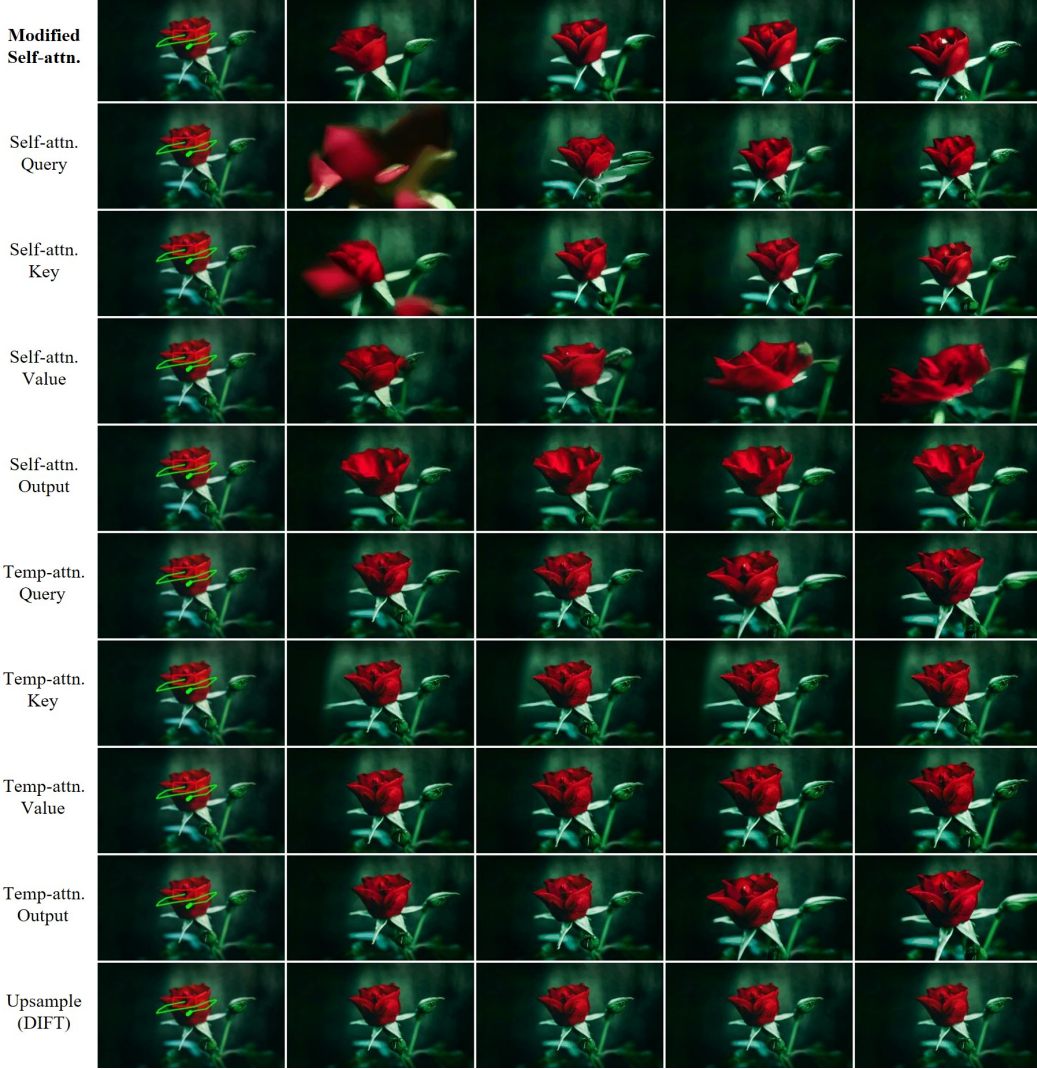 Modified
Self-attn.
Self-attn.
Query
Self-attn.
Key
Self-attn.
Value
Self-attn.
Output
Temp-attn.
Query
Temp-attn.
Key
Temp-attn.
Value
Temp-attn.
Output
Upsample
(DIFT)